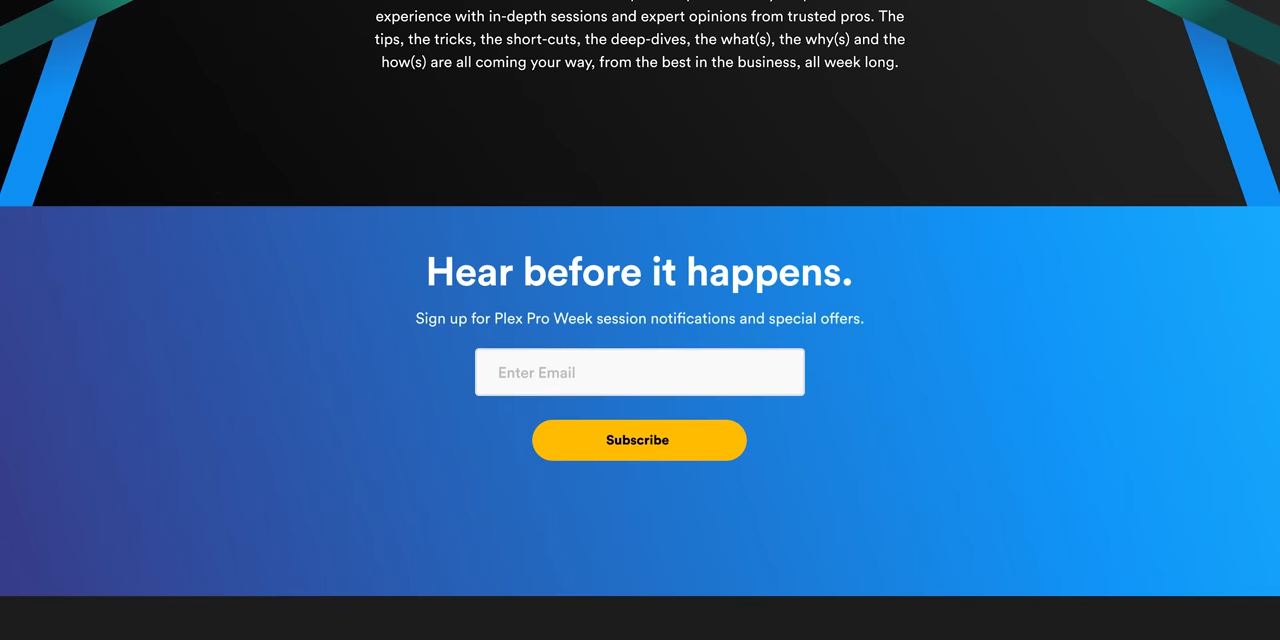 experience with in-depth sessions and expert opinions from trusted pros. The
tips, the tricks, the short-cuts, the deep-dives, the what(s), the why(s) and the
how(s) are all coming your way, from the best in the business, all week long.
Hear before it happens.
Sign up for Plex Pro Week session notifications and special offers.
Enter Email
Subscribe